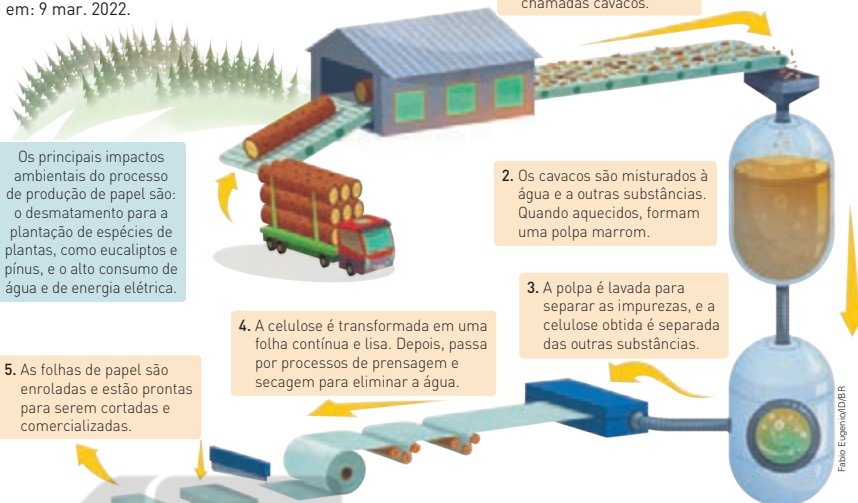 em: 9 mar. 2022.
chamadas cavacos.
Os principais impactos
ambientais do processo
de produção de papel são:
o desmatamento para a
plantação de espécies de
plantas, como eucaliptos e
pínus, e o alto consumo de
água e de energia elétrica.
2. Os cavacos são misturados à
água e a outras substâncias.
Quando aquecidos, formam
uma polpa marrom.
3. A polpa é lavada para
separar as impurezas, e a
celulose obtida é separada
das outras substâncias.
4. A celulose é transformada em uma
folha contínua e lisa. Depois, passa
por processos de prensagem e
secagem para eliminar a água.
5. As folhas de papel são
enroladas e estão prontas
para serem cortadas e
comercializadas.
Fabio Eugenio/ID/BR